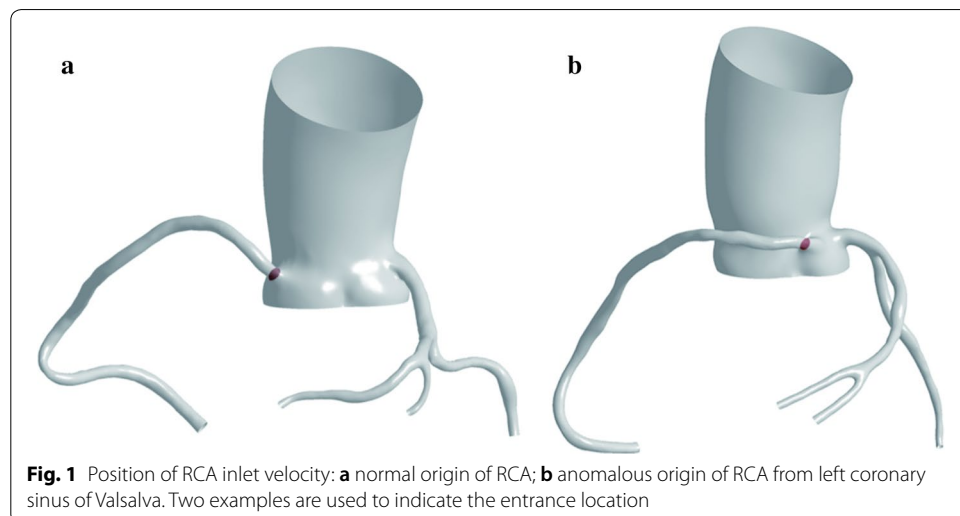 a
b
Fig. 1 Position of RCA inlet velocity: a normal origin of RCA; b anomalous origin of RCA from left coronary
sinus of Valsalva. Two examples are used to indicate the entrance location